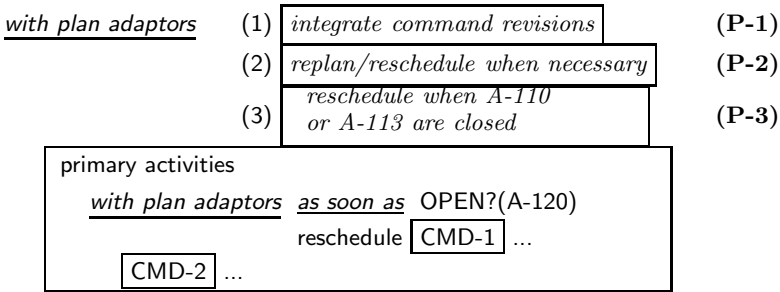 with plan adaptors (1) integrate command revisions (P-1)
(2) replan/reschedule when necessary (P-2)
(3) reschedule when A-110 or A-113 are closed (P-3)
primary activities
with plan adaptors as soon as OPEN?(A-120)
reschedule CMD-1 ...
CMD-2 ...